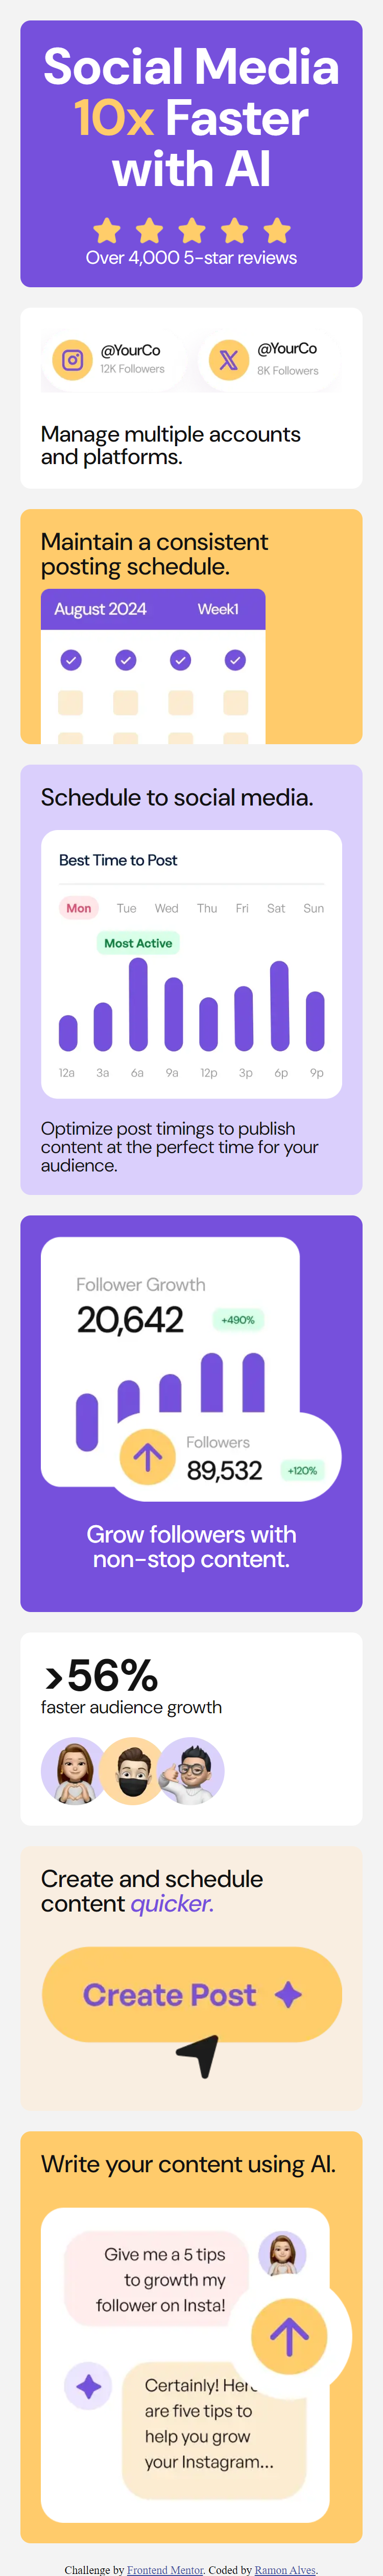 Social Media
10x Faster
with AI
Over 4,000 5-star reviews
@YourCo
12K Followers
@YourCo
8K Followers
Manage multiple accounts
and platforms.
Maintain a consistent
posting schedule.
August 2024 Week1
Schedule to social media.
Best Time to Post
Mon Tue Wed Thu Fri Sat Sun
Most Active
12a 3a 6a 9a 12p 3p 6p 9p
Optimize post timings to publish
content at the perfect time for your
audience.
Follower Growth
20,642 +490%
Followers
89,532 +120%
Grow followers with
non-stop content.
>56%
faster audience growth
Create and schedule
content quicker.
Create Post
Write your content using AI.
Give me a 5 tips
to growth my
follower on Insta!
Certainly!
are five tips to
help you grow
your Instagram...
Challenge by Frontend Mentor. Coded by Ramon Alves.